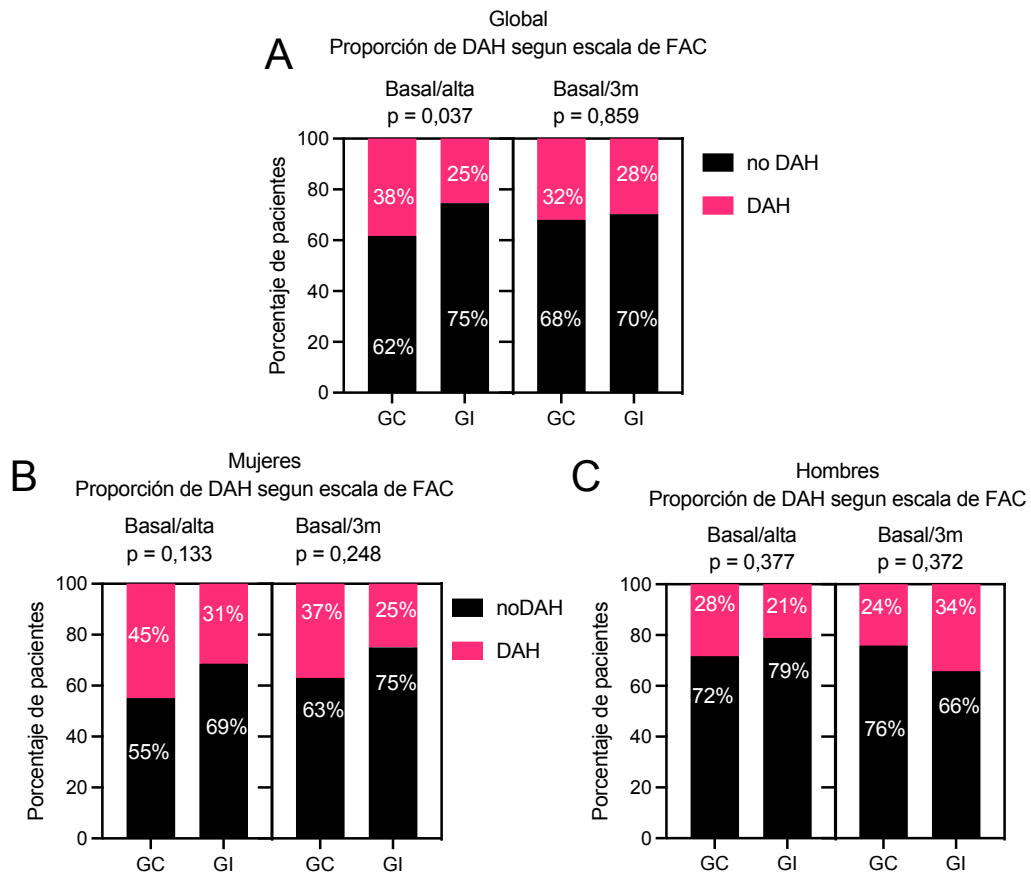 Global
A
Proporción de DAH segun escala de FAC
Basal/alta
p = 0,037
Basal/3m
p = 0,859
Porcentaje de pacientes
100
80
60
40
20
0
38%
62%
25%
75%
32%
68%
28%
70%
GC
GI
GC
GI
no DAH
DAH
B
Mujeres
Proporción de DAH segun escala de FAC
Basal/alta
p = 0,133
Basal/3m
p = 0,248
Porcentaje de pacientes
100
80
60
40
20
0
45%
55%
31%
69%
37%
63%
25%
75%
GC
GI
GC
GI
noDAH
DAH
C
Hombres
Proporción de DAH segun escala de FAC
Basal/alta
p = 0,377
Basal/3m
p = 0,372
Porcentaje de pacientes
100
80
60
40
20
0
28%
72%
21%
79%
24%
76%
34%
66%
GC
GI
GC
GI